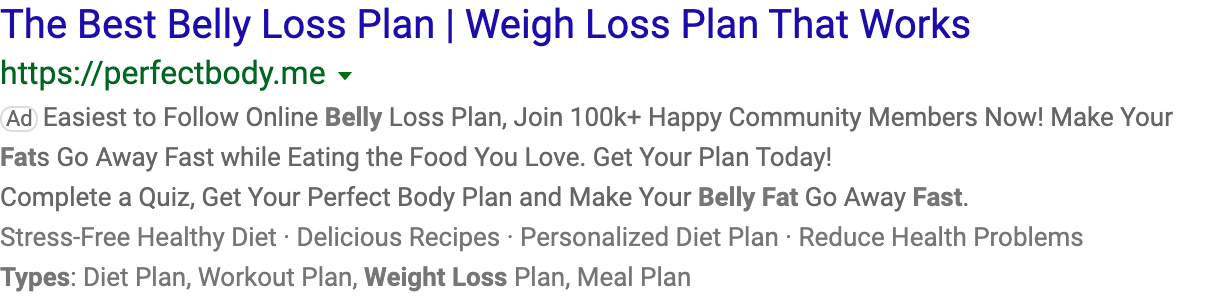 The Best Belly Loss Plan | Weigh Loss Plan That Works
https://perfectbody.me
Ad Easiest to Follow Online Belly Loss Plan, Join 100k+ Happy Community Members Now! Make Your
Fats Go Away Fast while Eating the Food You Love. Get Your Plan Today!
Complete a Quiz, Get Your Perfect Body Plan and Make Your Belly Fat Go Away Fast.
Stress-Free Healthy Diet · Delicious Recipes · Personalized Diet Plan · Reduce Health Problems
Types: Diet Plan, Workout Plan, Weight Loss Plan, Meal Plan